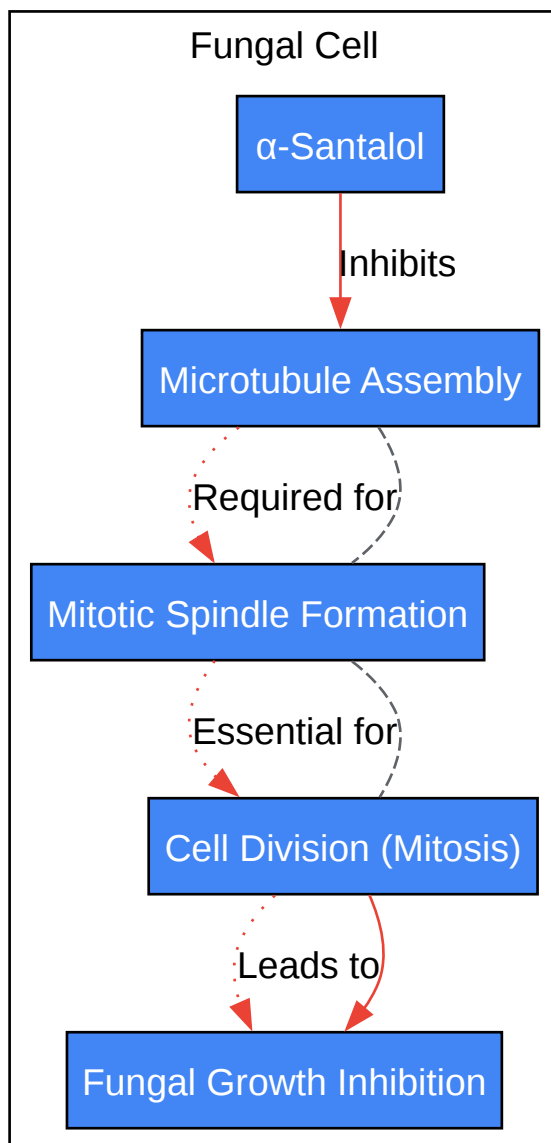 Fungal Cell
α-Santalol
Inhibits
Microtubule Assembly
Required for
Mitotic Spindle Formation
Essential for
Cell Division (Mitosis)
Leads to
Fungal Growth Inhibition